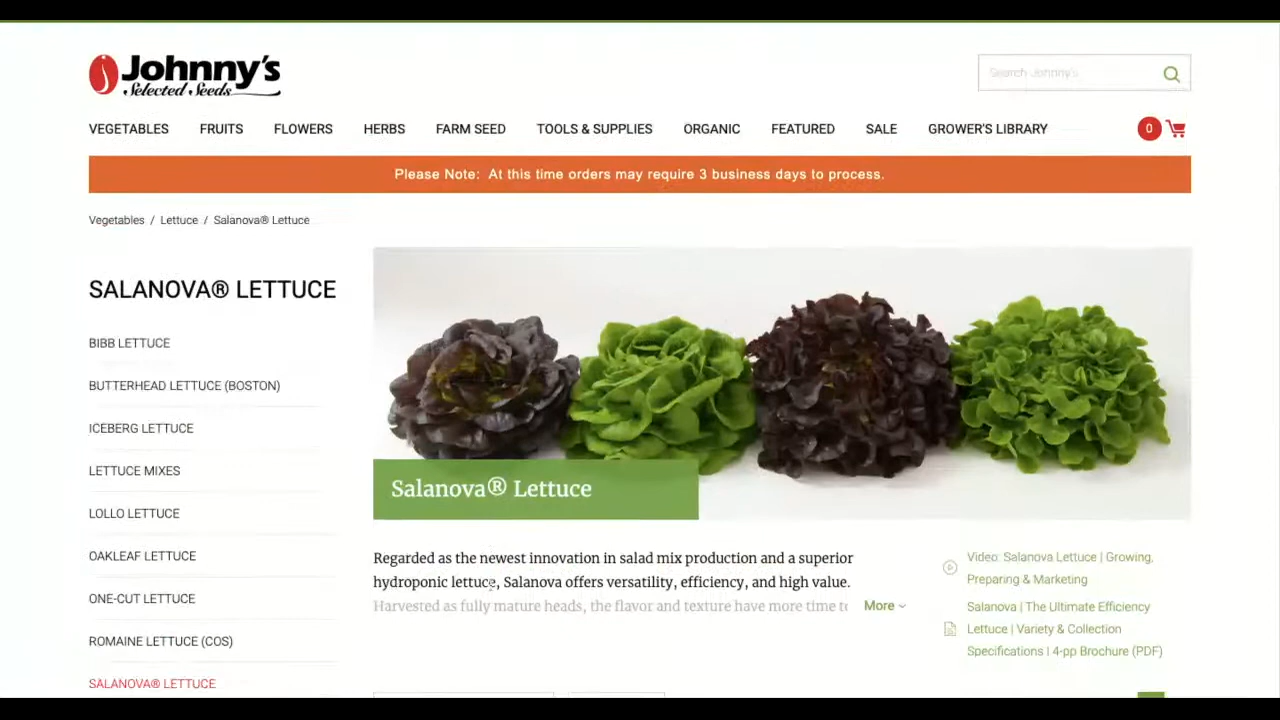 Johnny's
Selected Seeds
Search Johnny's
VEGETABLES FRUITS FLOWERS HERBS FARM SEED TOOLS & SUPPLIES ORGANIC FEATURED SALE GROWER'S LIBRARY 0
Please Note: At this time orders may require 3 business days to process.
Vegetables / Lettuce / Salanova® Lettuce
SALANOVA® LETTUCE
BIBB LETTUCE
BUTTERHEAD LETTUCE (BOSTON)
ICEBERG LETTUCE
LETTUCE MIXES
LOLLO LETTUCE
OAKLEAF LETTUCE
ONE-CUT LETTUCE
ROMAINE LETTUCE (COS)
SALANOVA® LETTUCE
Salanova® Lettuce
Regarded as the newest innovation in salad mix production and a superior
hydroponic lettuce, Salanova offers versatility, efficiency, and high value.
Harvested as fully mature heads, the flavor and texture have more time to
More
Video: Salanova Lettuce | Growing,
Preparing & Marketing
Salanova | The Ultimate Efficiency
Lettuce | Variety & Collection
Specifications | 4-pp Brochure (PDF)